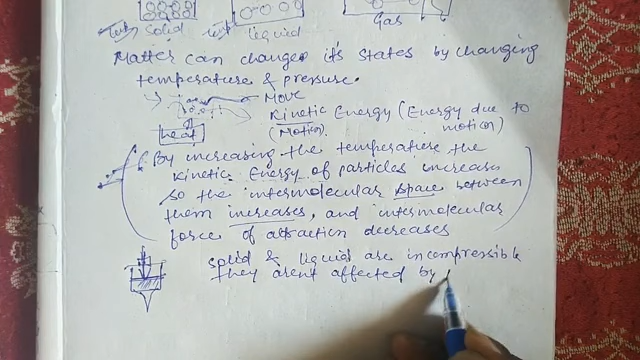 solid liquid Gas
Matter can change it's states by changing
temperature & pressure.
Move
Kinetic Energy (Energy due to
(Motion) motion)
heat
By increasing the temperature the
kinetic Energy of particles increases
so the intermolecular space between
them increases, and intermolecular
force of attraction decreases
solid & liquid are incompressible
they arent affected by